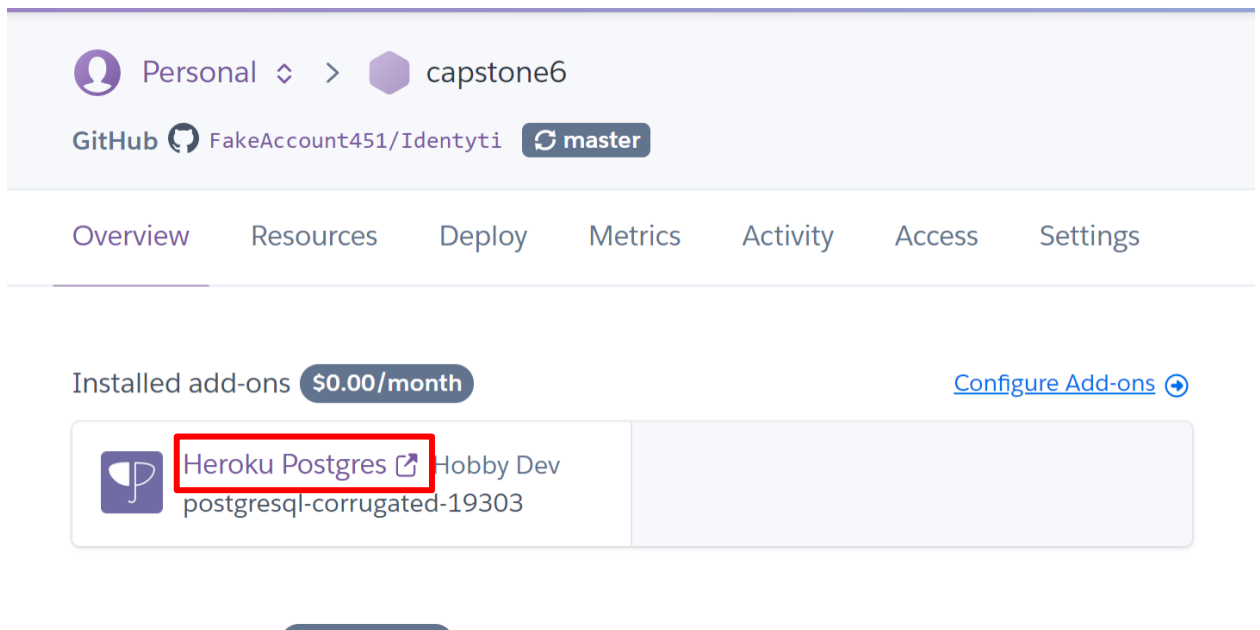 Personal > capstone6
GitHub FakeAccount451/Identyti master
Overview Resources Deploy Metrics Activity Access Settings
Installed add-ons $0.00/month Configure Add-ons
Heroku Postgres Hobby Dev
postgresql-corrugated-19303